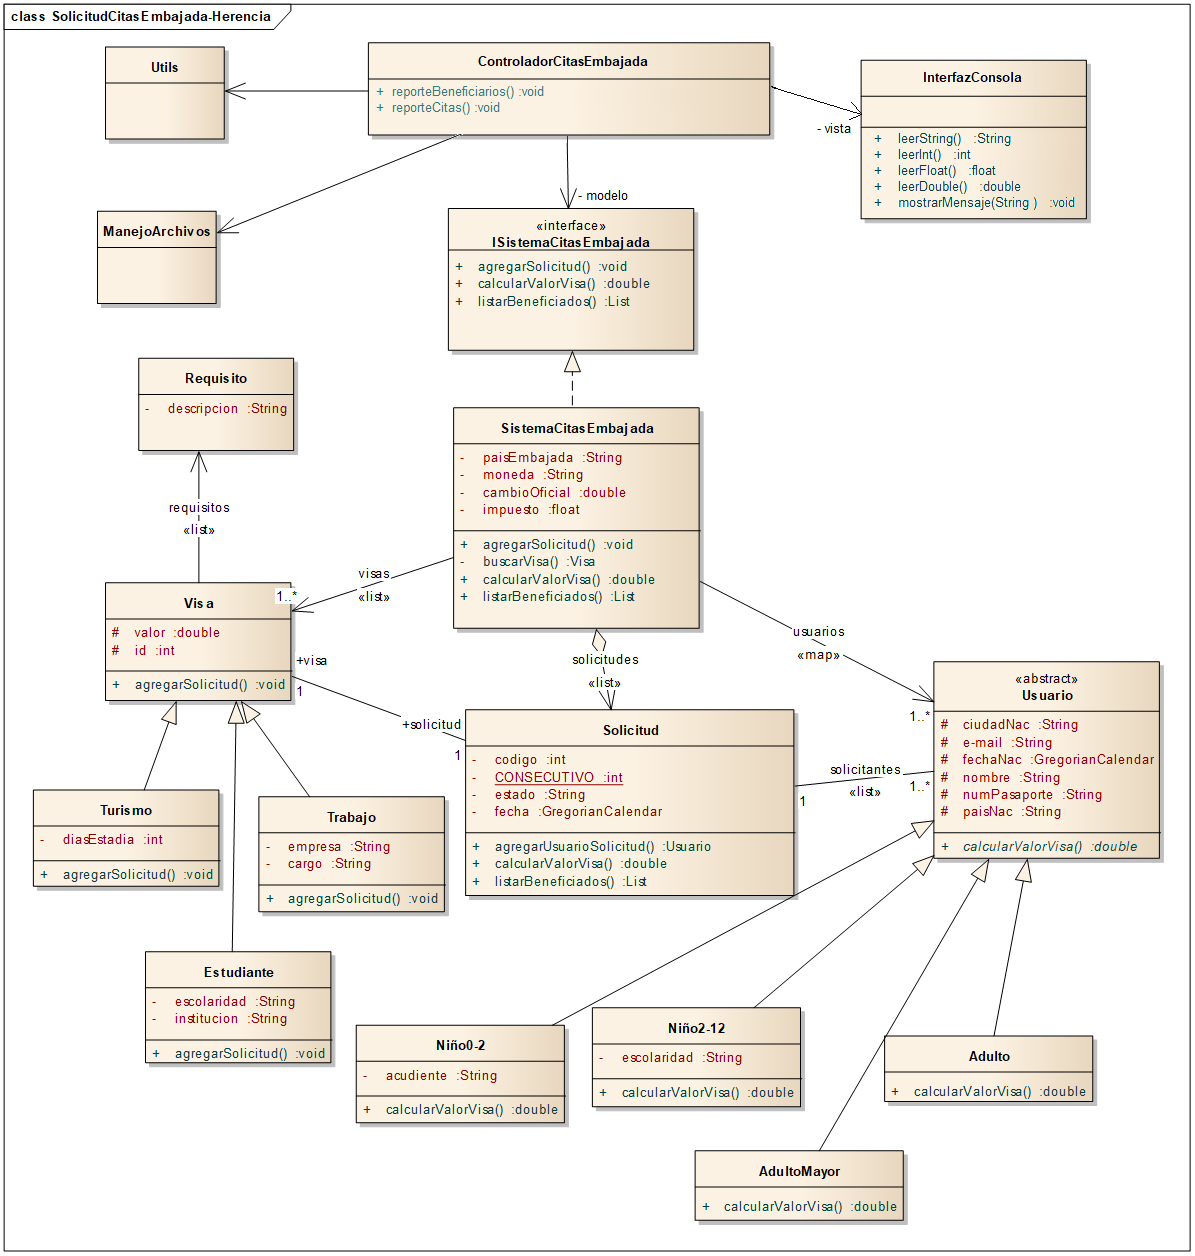 class SolicitudCitasEmbajada-Herencia
Utils
ControladorCitasEmbajada
+ reporteBeneficiarios() :void
+ reporteCitas() :void
InterfazConsola
+ leerString() :String
+ leerInt() :int
+ leerFloat() :float
+ leerDouble() :double
+ mostrarMensaje(String ) :void
- vista
- modelo
ManejoArchivos
«interface»
ISistemaCitasEmbajada
+ agregarSolicitud() :void
+ calcularValorVisa() :double
+ listarBeneficiados() :List
Requisito
- descripcion :String
requisitos
«list»
SistemaCitasEmbajada
- paisEmbajada :String
- moneda :String
- cambioOficial :double
- impuesto :float
+ agregarSolicitud() :void
- buscarVisa() :Visa
+ calcularValorVisa() :double
+ listarBeneficiados() :List
visas
«list»
1..*
Visa
# valor :double
# id :int
+ agregarSolicitud() :void
+visa
1
+solicitud
1
solicitudes
«list»
usuarios
«map»
1..*
«abstract»
Usuario
# ciudadNac :String
# e-mail :String
# fechaNac :GregorianCalendar
# nombre :String
# numPasaporte :String
# paisNac :String
+ calcularValorVisa() :double
Solicitud
- codigo :int
- CONSECUTIVO :int
- estado :String
- fecha :GregorianCalendar
+ agregarUsuarioSolicitud() :Usuario
+ calcularValorVisa() :double
+ listarBeneficiados() :List
solicitantes
«list»
1
1..*
Turismo
- diasEstadia :int
+ agregarSolicitud() :void
Trabajo
- empresa :String
- cargo :String
+ agregarSolicitud() :void
Estudiante
- escolaridad :String
- institucion :String
+ agregarSolicitud() :void
Niño0-2
- acudiente :String
+ calcularValorVisa() :double
Niño2-12
- escolaridad :String
+ calcularValorVisa() :double
Adulto
+ calcularValorVisa() :double
AdultoMayor
+ calcularValorVisa() :double